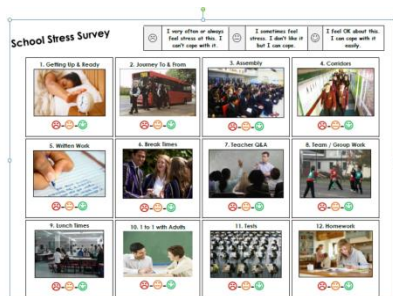 School Stress Survey
I very often or always
feel stress at this. I
can't cope with it.
I sometimes feel
stress. I don't like it
but I can cope.
I feel OK about this.
I can cope with it
easily.
1. Getting Up & Ready
2. Journey To & From
3. Assembly
4. Corridors
5. Written Work
6. Break Times
7. Teacher Q&A
8. Team / Group Work
9. Lunch Times
10. 1 to 1 with Adults
11. Tests
12. Homework